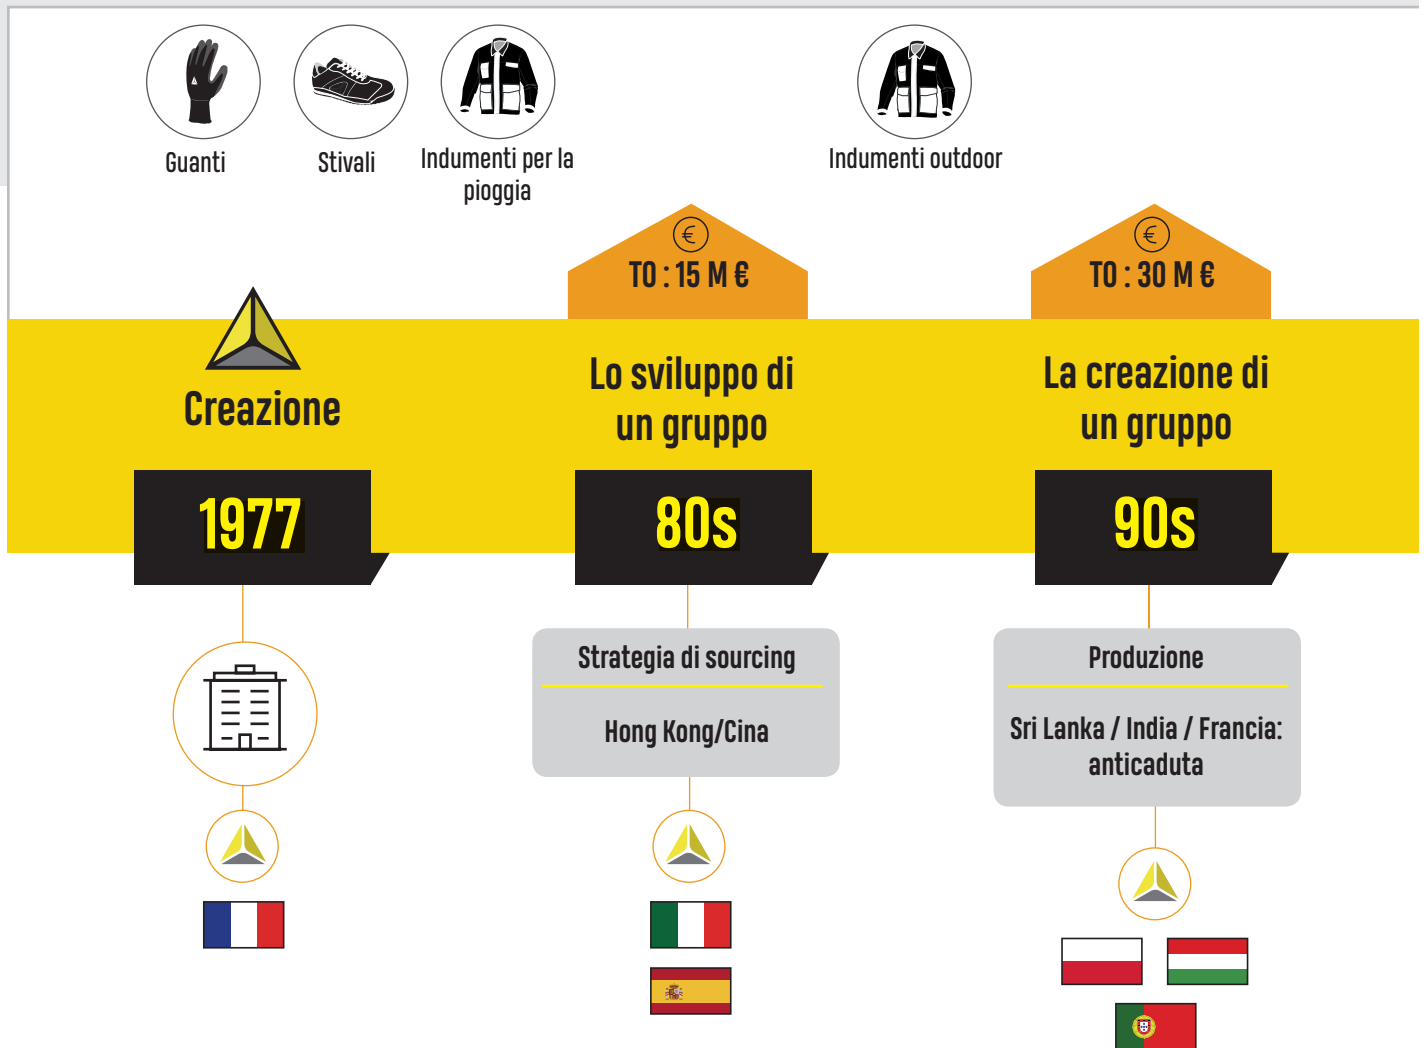 Guanti
Stivali
Indumenti per la
pioggia
Indumenti outdoor
€
TO : 15 M €
€
TO : 30 M €
Creazione
Lo sviluppo di
un gruppo
La creazione di
un gruppo
1977
80s
90s
Strategia di sourcing
Hong Kong/Cina
Produzione
Sri Lanka / India / Francia:
anticaduta